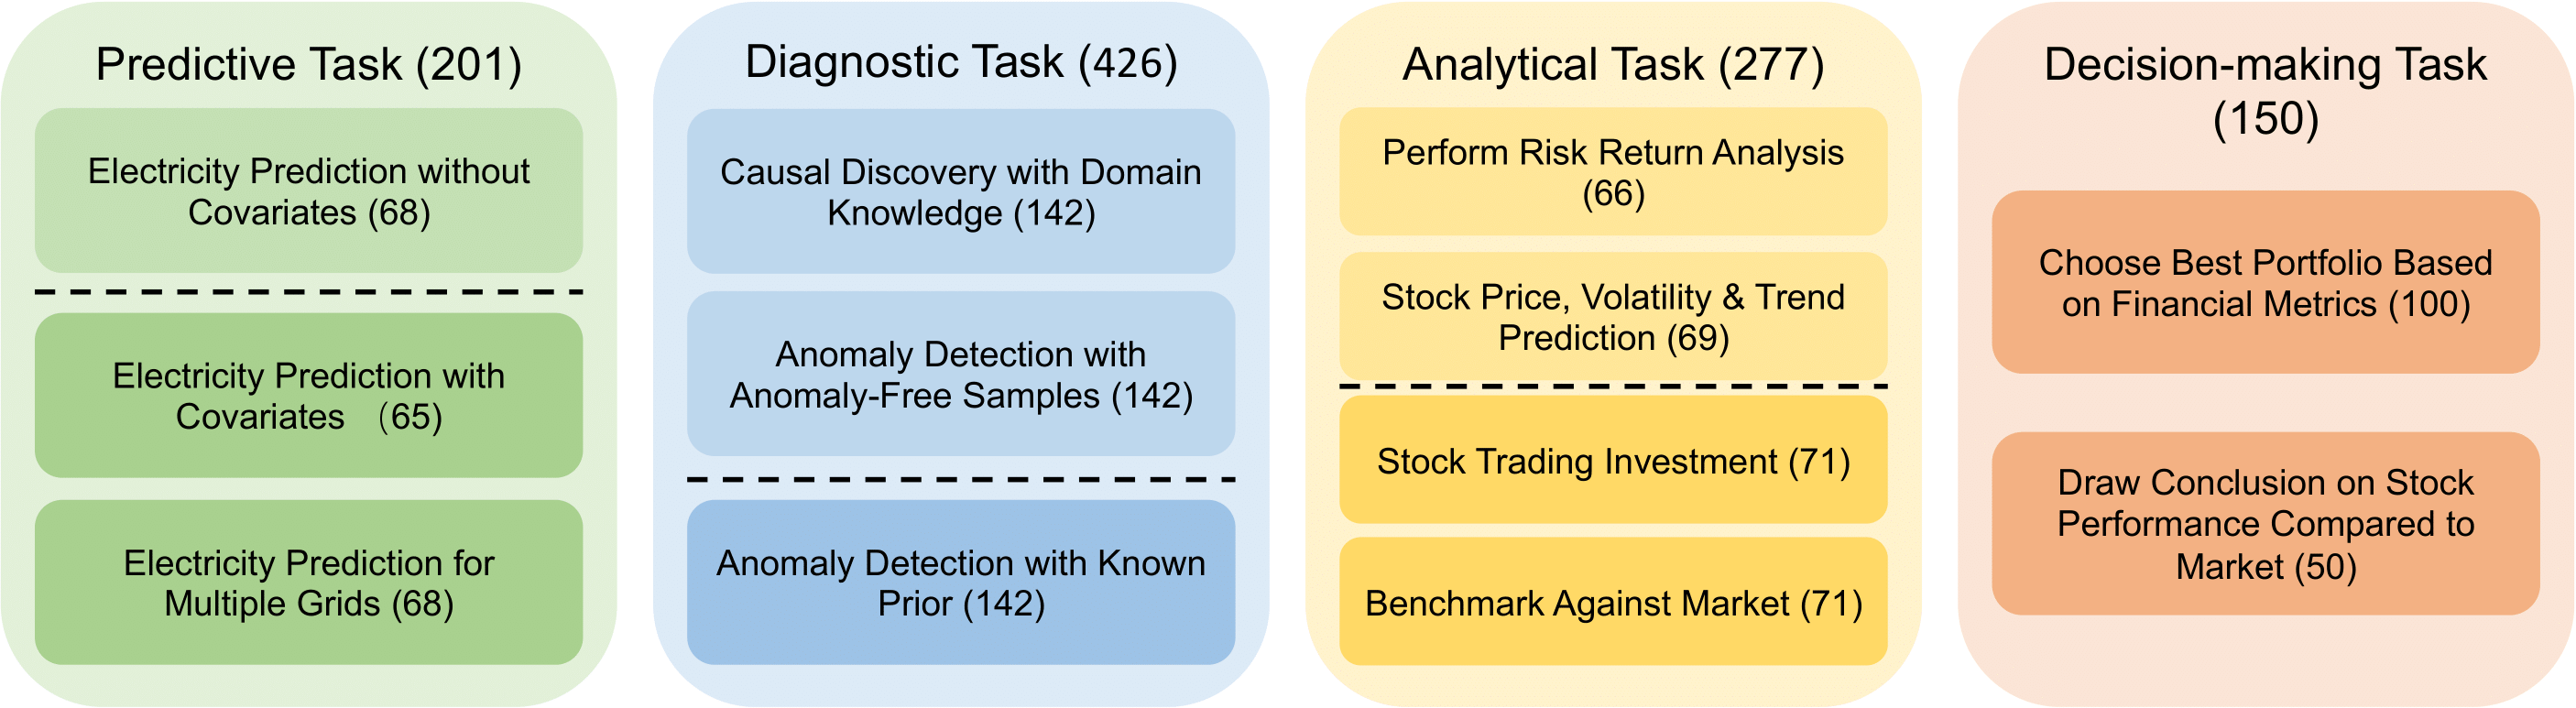 Predictive Task (201)
Electricity Prediction without
Covariates (68)
Electricity Prediction with
Covariates （65)
Electricity Prediction for
Multiple Grids (68)
Diagnostic Task (426)
Causal Discovery with Domain
Knowledge (142)
Anomaly Detection with
Anomaly-Free Samples (142)
Anomaly Detection with Known
Prior (142)
Analytical Task (277)
Perform Risk Return Analysis
(66)
Stock Price, Volatility & Trend
Prediction (69)
Stock Trading Investment (71)
Benchmark Against Market (71)
Decision-making Task
(150)
Choose Best Portfolio Based
on Financial Metrics (100)
Draw Conclusion on Stock
Performance Compared to
Market (50)